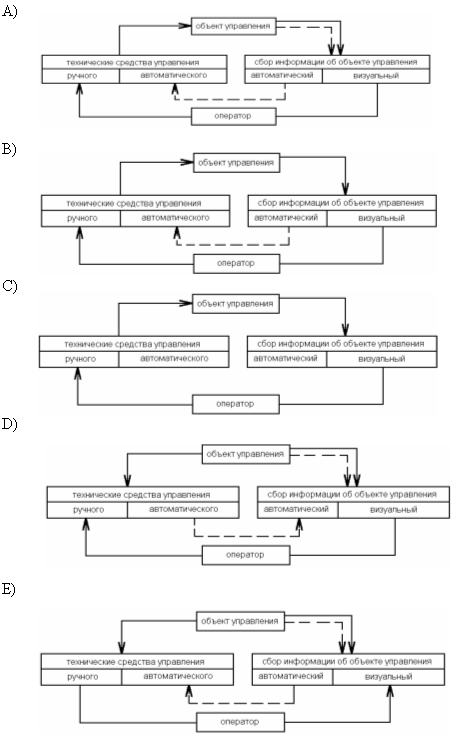 A)
объект управления
технические средства управления сбор информации об объекте управления
ручного автоматического автоматический визуальный
оператор
B)
объект управления
технические средства управления сбор информации об объекте управления
ручного автоматического автоматический визуальный
оператор
C)
объект управления
технические средства управления сбор информации об объекте управления
ручного автоматического автоматический визуальный
оператор
D)
объект управления
технические средства управления сбор информации об объекте управления
ручного автоматического автоматический визуальный
оператор
E)
объект управления
технические средства управления сбор информации об объекте управления
ручного автоматического автоматический визуальный
оператор